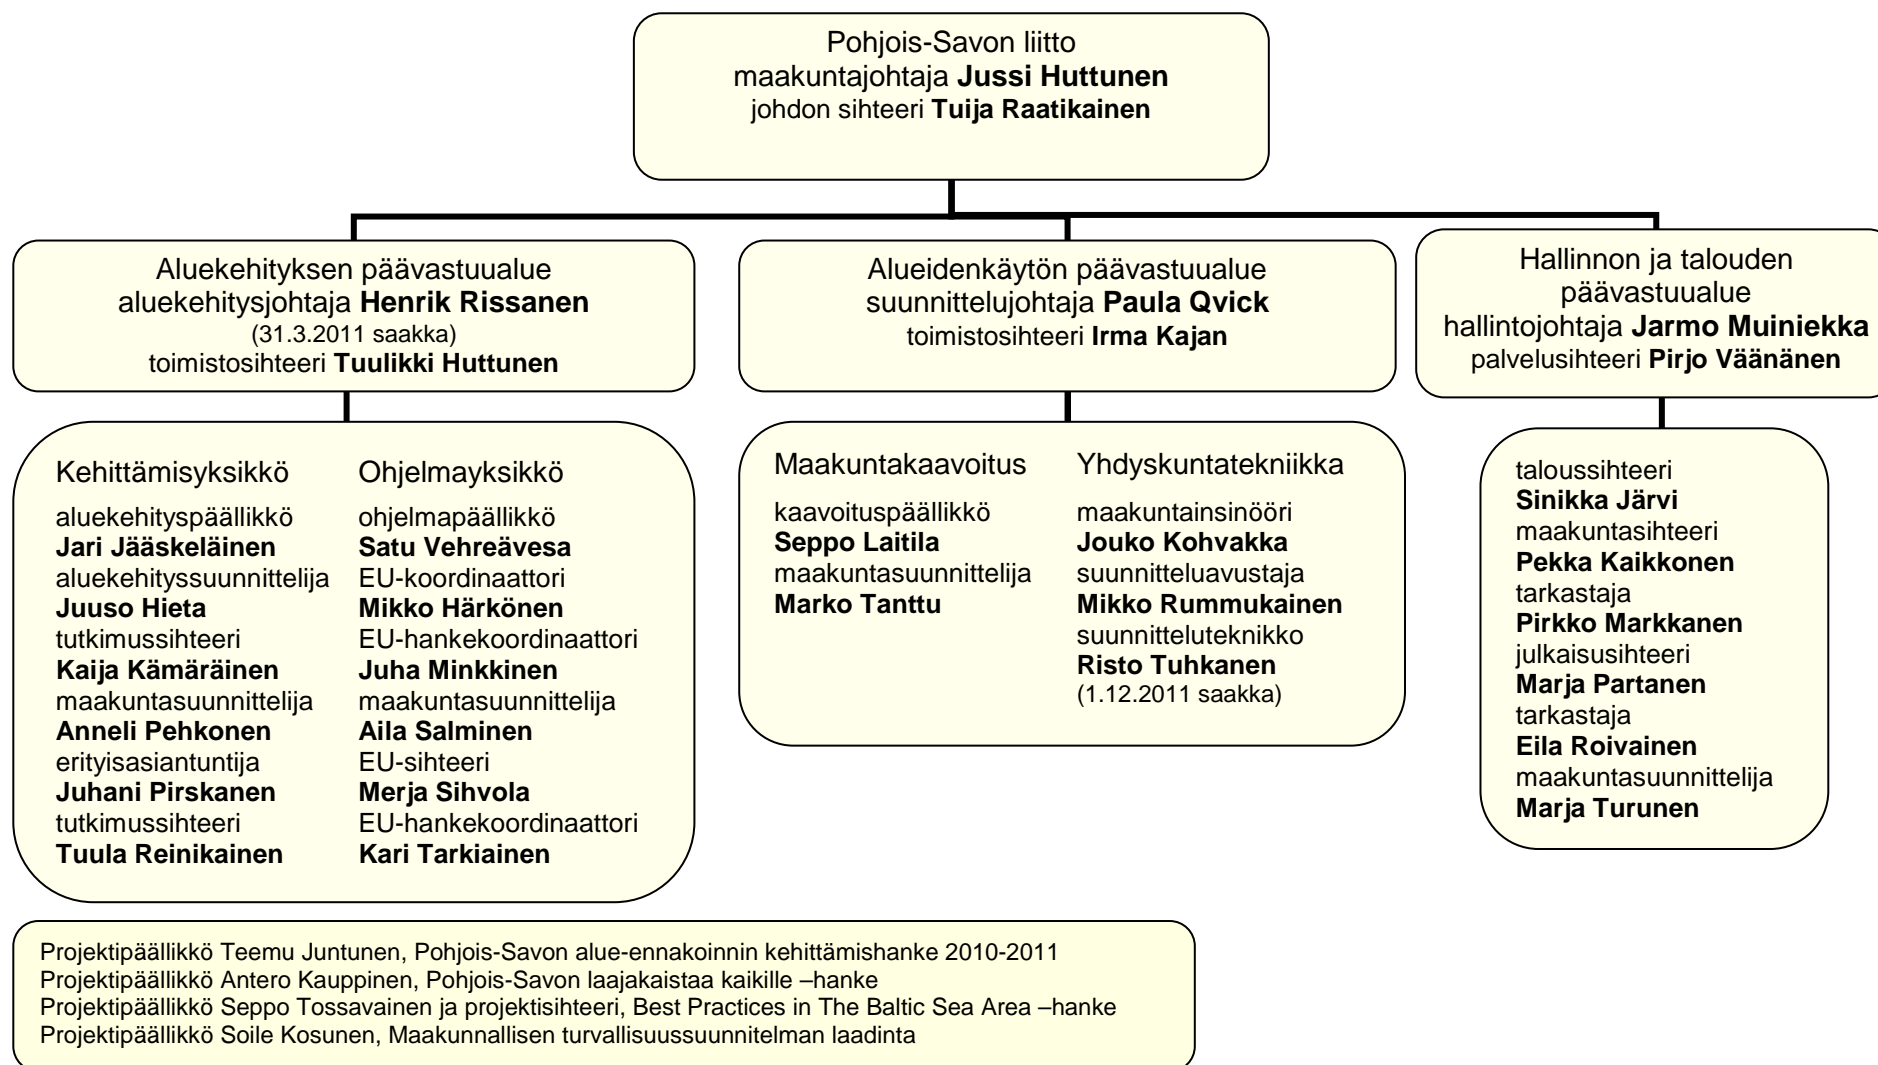 Pohjois-Savon liitto
maakuntajohtaja Jussi Huttunen
johdon sihteeri Tuija Raatikainen
Aluekehityksen päävastuualue
aluekehitysjohtaja Henrik Rissanen
(31.3.2011 saakka)
toimistosihteeri Tuulikki Huttunen
Alueidenkäytön päävastuualue
suunnittelujohtaja Paula Qvick
toimistosihteeri Irma Kajan
Hallinnon ja talouden
päävastuualue
hallintojohtaja Jarmo Muiniekka
palvelusihteeri Pirjo Väänänen
Kehittämisyksikkö
aluekehityspäällikkö
Jari Jääskeläinen
aluekehityssuunnittelija
Juuso Hieta
tutkimussihteeri
Kaija Kämäräinen
maakuntasuunnittelija
Anneli Pehkonen
erityisasiantuntija
Juhani Pirskanen
tutkimussihteeri
Tuula Reinikainen
Ohjelmayksikkö
ohjelmapäällikkö
Satu Vehreävesa
EU-koordinaattori
Mikko Härkönen
EU-hankekoordinaattori
Juha Minkkinen
maakuntasuunnittelija
Aila Salminen
EU-sihteeri
Merja Sihvola
EU-hankekoordinaattori
Kari Tarkiainen
Maakuntakaavoitus
kaavoituspäällikkö
Seppo Laitila
maakuntasuunnittelija
Marko Tanttu
Yhdyskuntatekniikka
maakuntainsinööri
Jouko Kohvakka
suunnitteluavustaja
Mikko Rummukainen
suunnitteluteknikko
Risto Tuhkanen
(1.12.2011 saakka)
taloussihteeri
Sinikka Järvi
maakuntasihteeri
Pekka Kaikkonen
tarkastaja
Pirkko Markkanen
julkaisusihteeri
Marja Partanen
tarkastaja
Eila Roivainen
maakuntasuunnittelija
Marja Turunen
Projektipäällikkö Teemu Juntunen, Pohjois-Savon alue-ennakoinnin kehittämishanke 2010-2011
Projektipäällikkö Antero Kauppinen, Pohjois-Savon laajakaistaa kaikille –hanke
Projektipäällikkö Seppo Tossavainen ja projektisihteeri, Best Practices in The Baltic Sea Area –hanke
Projektipäällikkö Soile Kosunen, Maakunnallisen turvallisuussuunnitelman laadinta